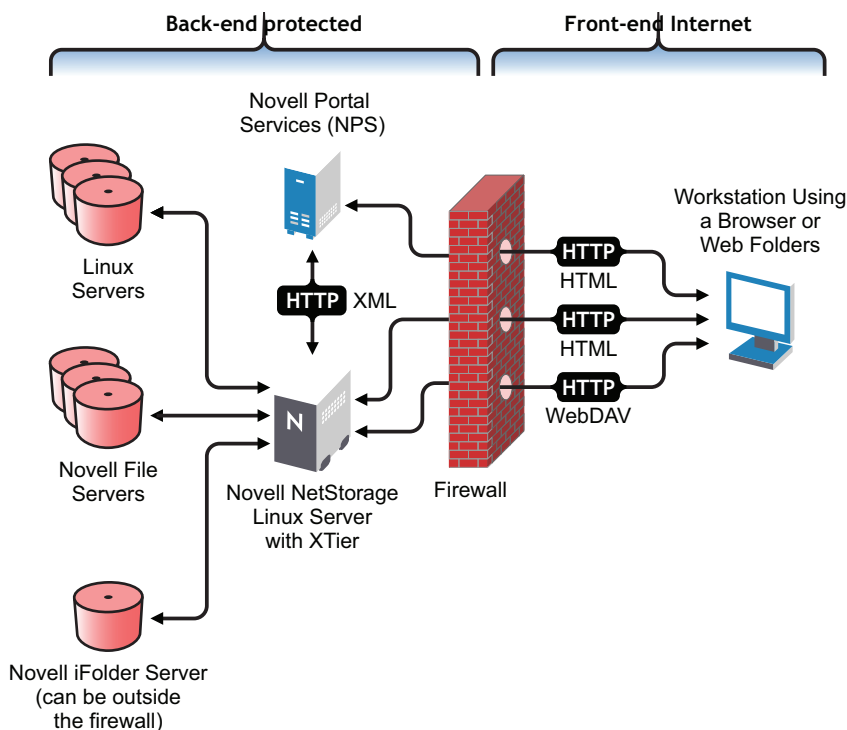 Back-end protected
Front-end Internet
Novell Portal
Services (NPS)
Linux
Servers
HTTP
XML
Workstation Using
a Browser or
Web Folders
HTTP
HTML
HTTP
HTML
HTTP
WebDAV
Novell File
Servers
N
Novell NetStorage
Linux Server
with XTier
Firewall
Novell iFolder Server
(can be outside
the firewall)